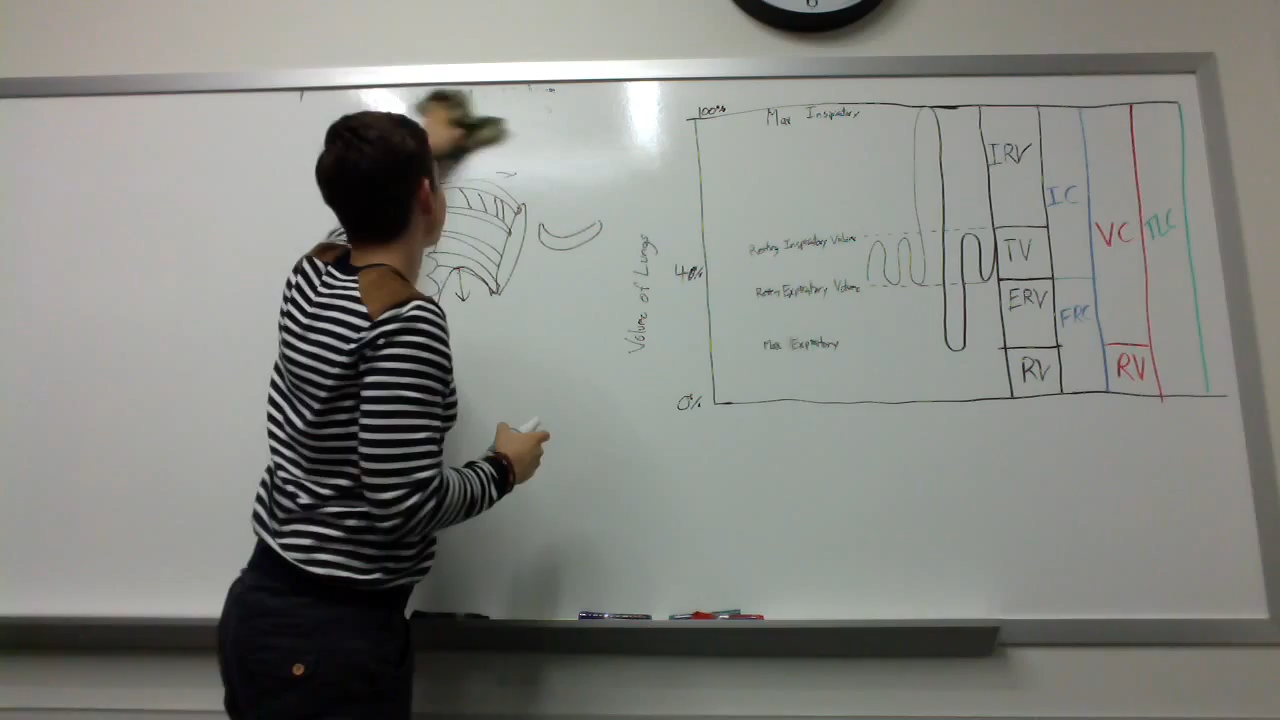 6
100%
Max Inspiratory
IRV
IC
VC
TLC
Volume of Lungs
Resting Inspiratory Volume
TV
40%
Resting Expiratory Volume
ERV
FRC
Max Expiratory
RV
RV
0%